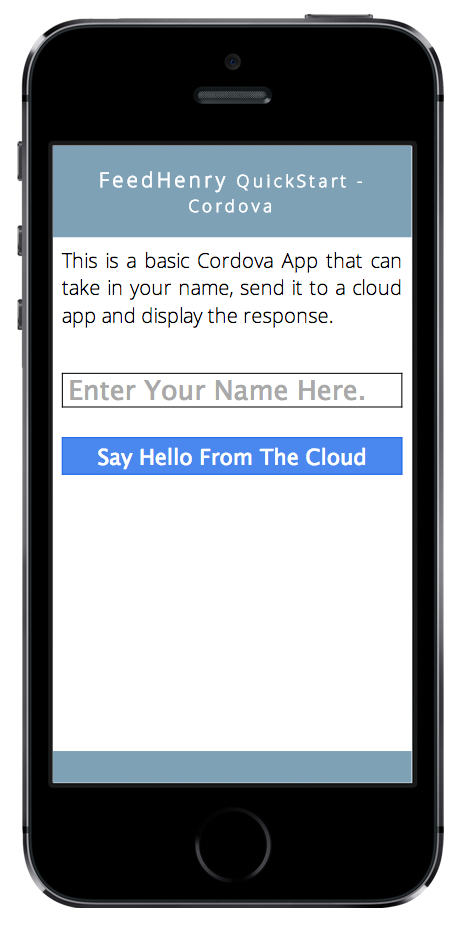 FeedHenry QuickStart -
Cordova
This is a basic Cordova App that can
take in your name, send it to a cloud
app and display the response.
Enter Your Name Here.
Say Hello From The Cloud